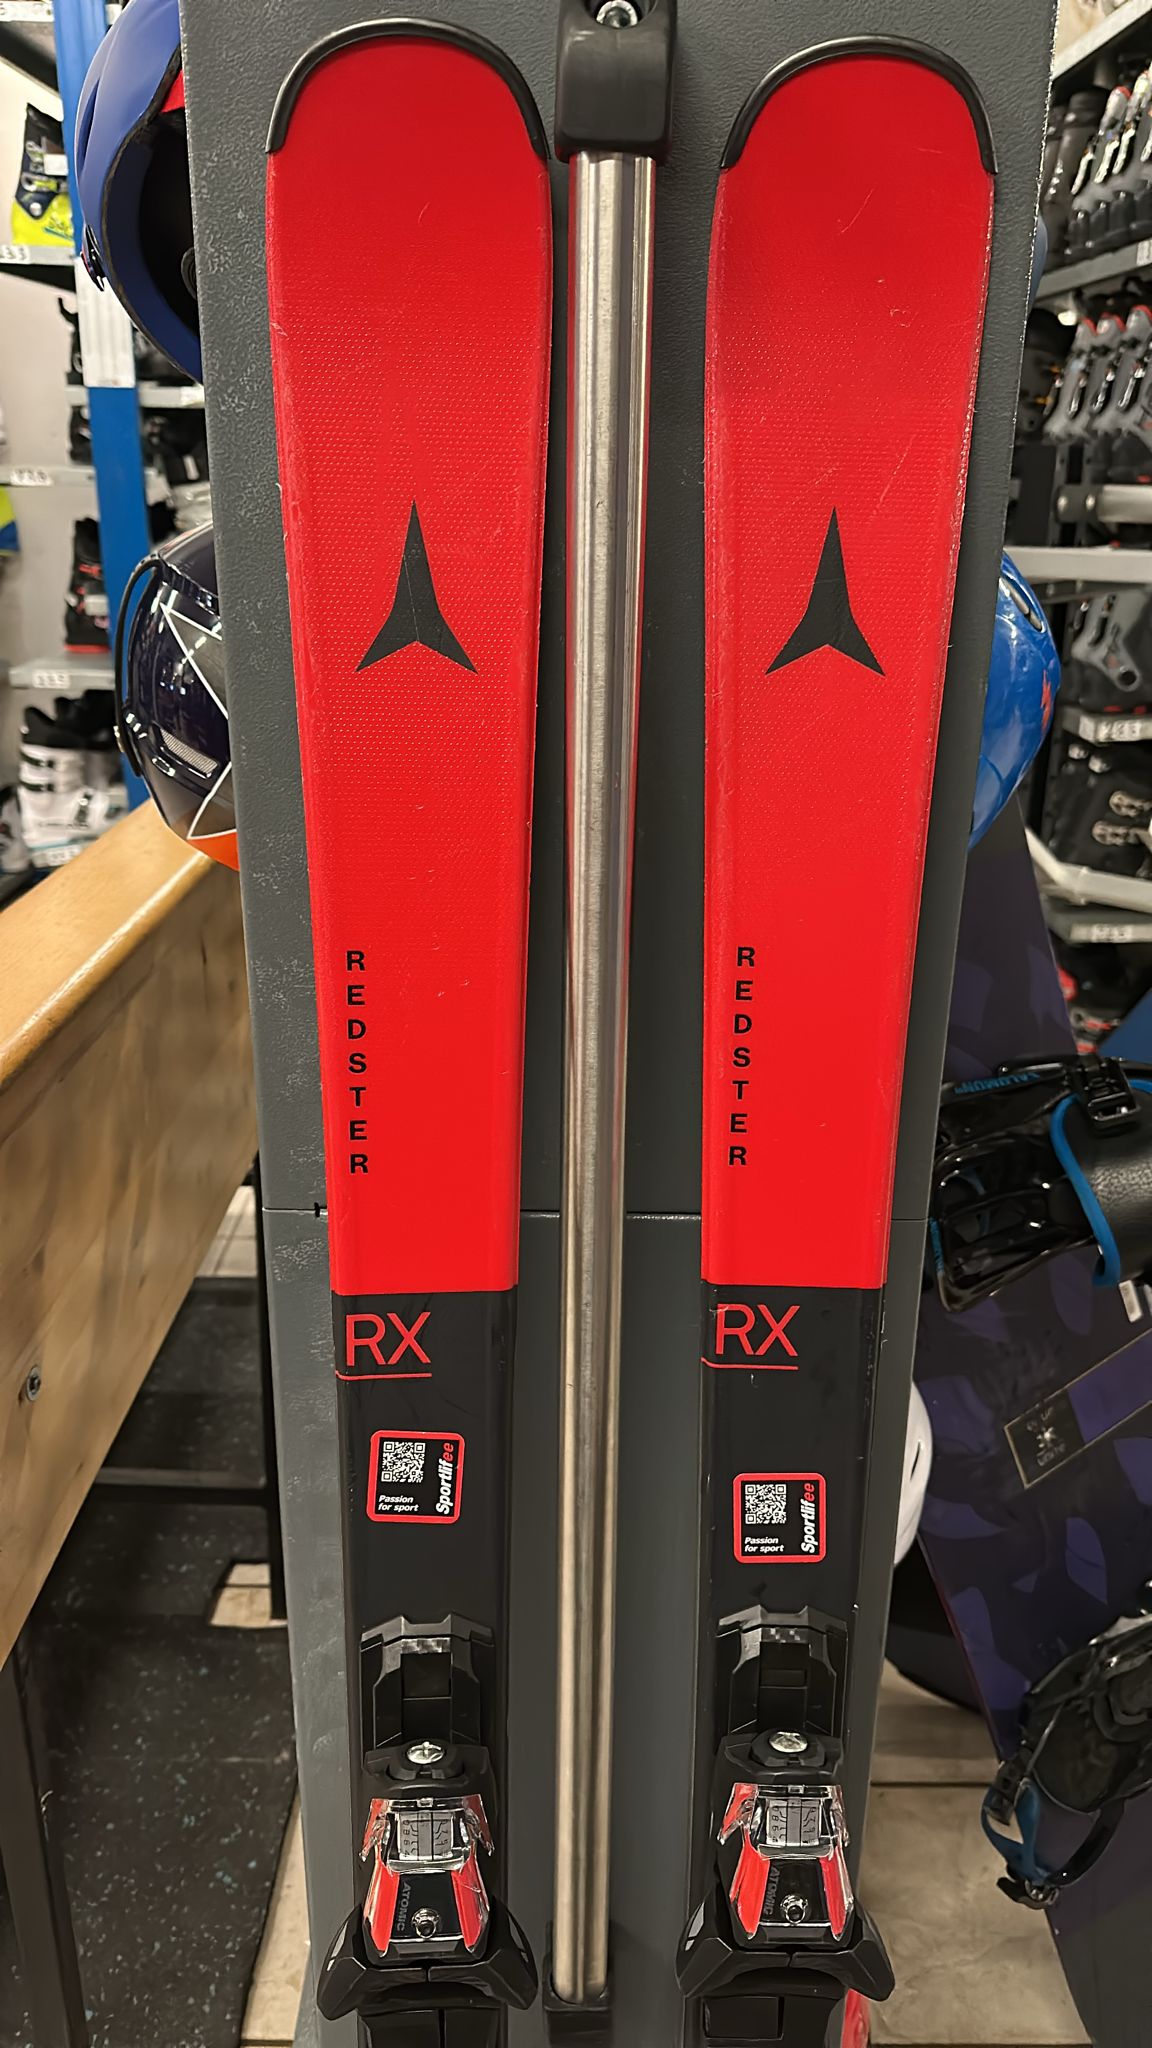 REDSTER
REDSTER
RX
RX
Passion
for sport
Sportlifee
Passion
for sport
Sportlifee
ATOMIC
ATOMIC